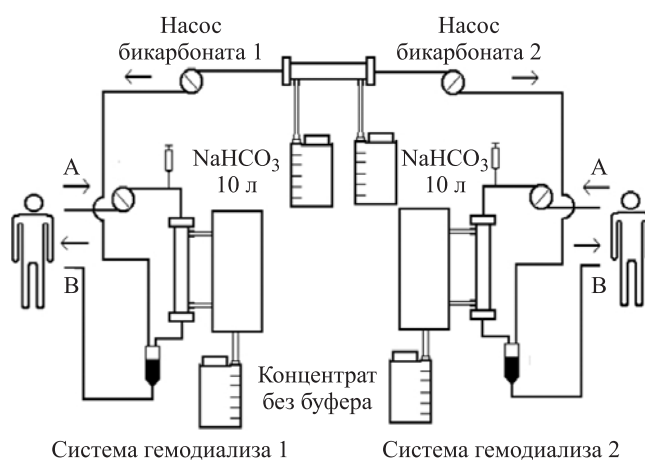 Насос
бикарбоната 1
Насос
бикарбоната 2
NaHCO₃
10 л
NaHCO₃
10 л
A
B
A
B
Концентрат
без буфера
Система гемодиализа 1
Система гемодиализа 2